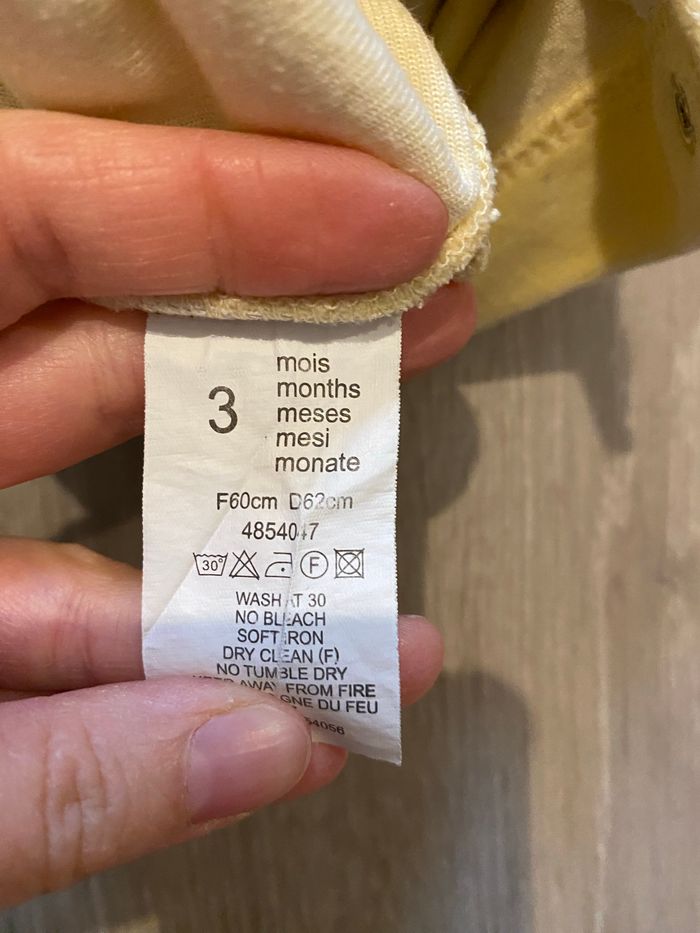 3
mois
months
meses
mesi
monate
F60cm D62cm
30°
F
WASH AT 30
NO BLEACH
SOFT IRON
DRY CLEAN (F)
NO TUMBLE DRY
AWAY FROM FIRE
DU FEU